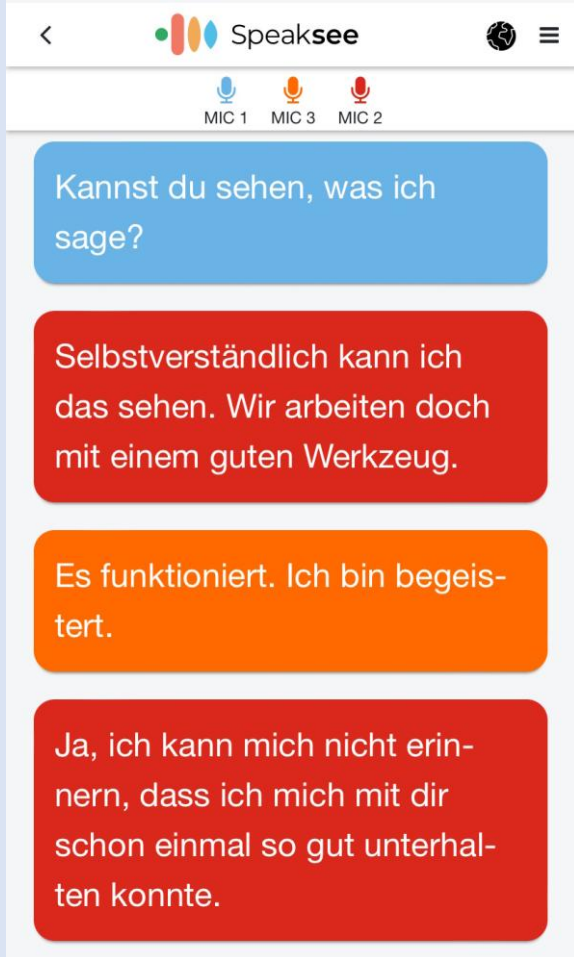 Speaksee
MIC 1 MIC 3 MIC 2
Kannst du sehen, was ich
sage?
Selbstverständlich kann ich
das sehen. Wir arbeiten doch
mit einem guten Werkzeug.
Es funktioniert. Ich bin begeis-
tert.
Ja, ich kann mich nicht erin-
nern, dass ich mich mit dir
schon einmal so gut unterhal-
ten konnte.